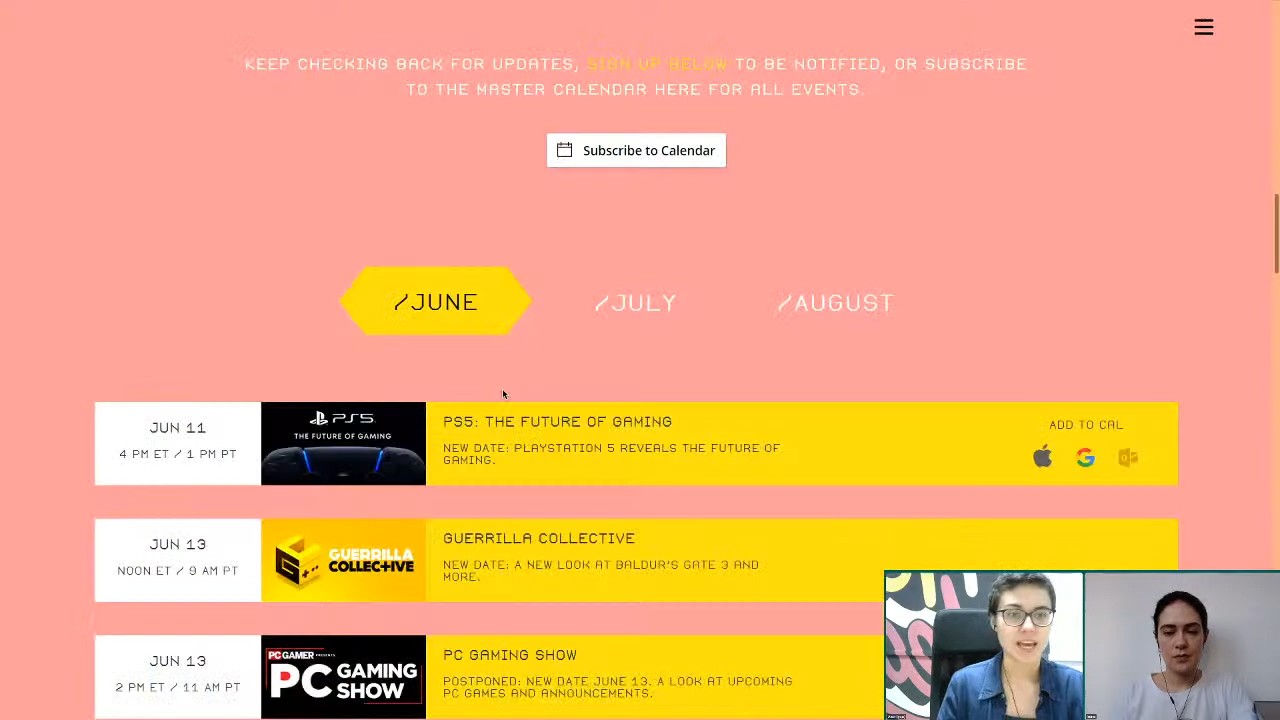 KEEP CHECKING BACK FOR UPDATES, SIGN UP BELOW TO BE NOTIFIED, OR SUBSCRIBE
TO THE MASTER CALENDAR HERE FOR ALL EVENTS.
Subscribe to Calendar
/JUNE
/JULY
/AUGUST
JUN 11
4 PM ET / 1 PM PT
PS5
THE FUTURE OF GAMING
PS5: THE FUTURE OF GAMING
NEW DATE: PLAYSTATION 5 REVEALS THE FUTURE OF
GAMING.
ADD TO CAL
JUN 13
NOON ET / 9 AM PT
GUERRILLA
COLLECTIVE
GUERRILLA COLLECTIVE
NEW DATE: A NEW LOOK AT BALDUR'S GATE 3 AND
MORE.
JUN 13
2 PM ET / 11 AM PT
PC GAMER PRESENTS
PC GAMING
SHOW
PC GAMING SHOW
POSTPONED: NEW DATE JUNE 13. A LOOK AT UPCOMING
PC GAMES AND ANNOUNCEMENTS.